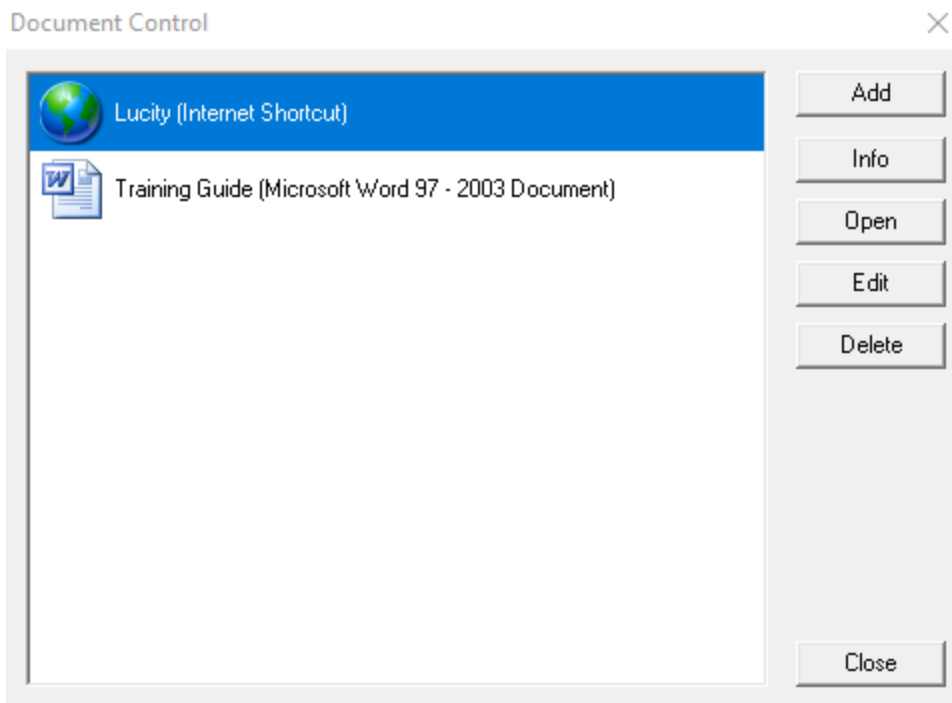 Document Control
Lucity (Internet Shortcut)
Training Guide (Microsoft Word 97 - 2003 Document)
Add
Info
Open
Edit
Delete
Close